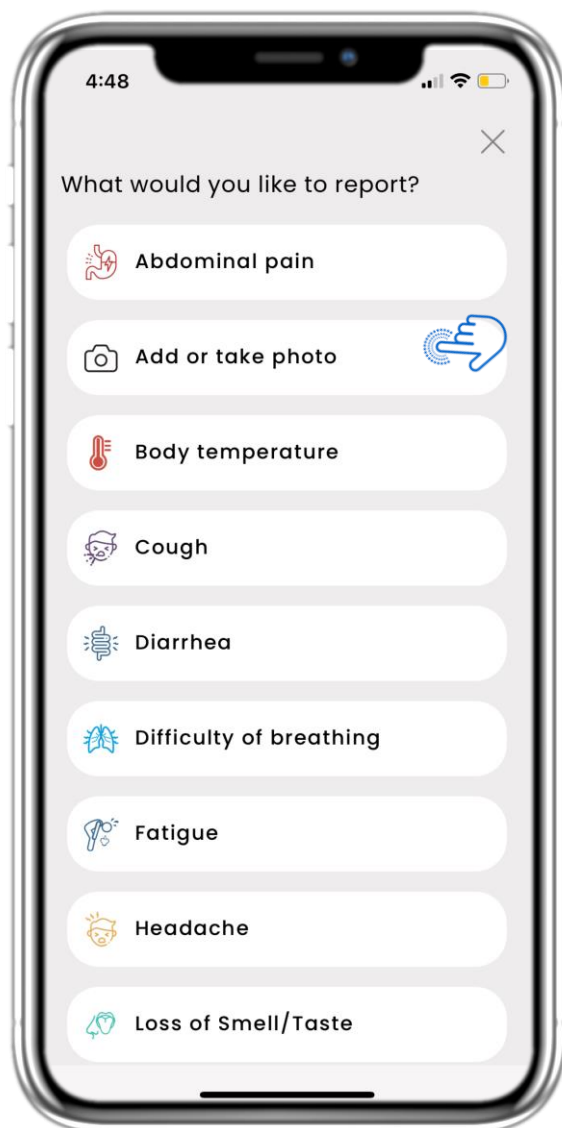 4:48
What would you like to report?
Abdominal pain
Add or take photo
Body temperature
Cough
Diarrhea
Difficulty of breathing
Fatigue
Headache
Loss of Smell/Taste